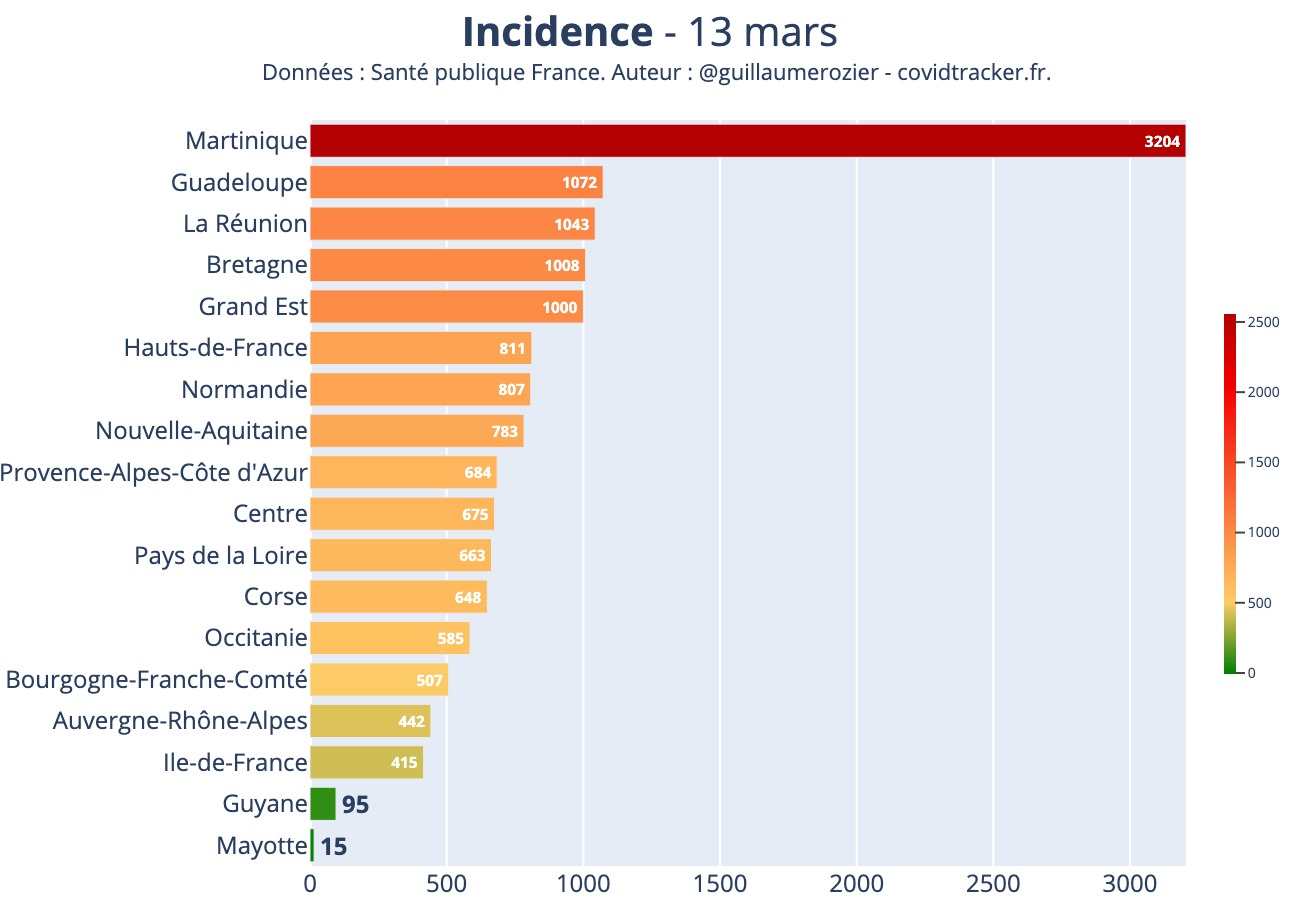 Incidence - 13 mars
Données : Santé publique France. Auteur : @guillaumerozier - covidtracker.fr.
Martinique 3204
Guadeloupe 1072
La Réunion 1043
Bretagne 1008
Grand Est 1000
Hauts-de-France 811
Normandie 807
Nouvelle-Aquitaine 783
Provence-Alpes-Côte d'Azur 684
Centre 675
Pays de la Loire 663
Corse 648
Occitanie 585
Bourgogne-Franche-Comté 507
Auvergne-Rhône-Alpes 442
Ile-de-France 415
Guyane 95
Mayotte 15
0 500 1000 1500 2000 2500 3000
2500
2000
1500
1000
500
0